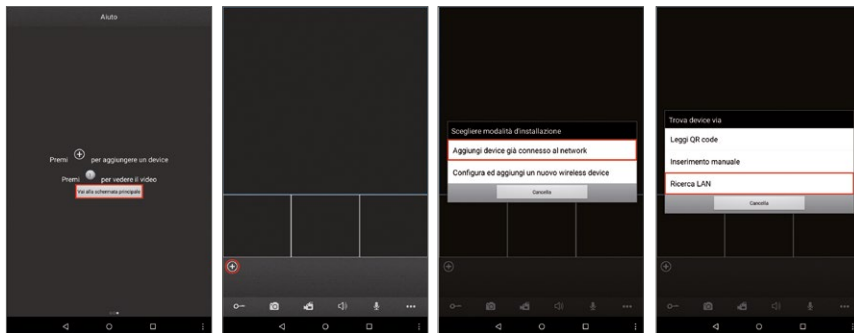 Aiuto
Premi per aggiungere un device
Premi per vedere il video
Vai alla schermata principale
Scegliere modalità d'installazione
Aggiungi device già connesso al network
Configura ed aggiungi un nuovo wireless device
Cancella
Trova device via
Leggi QR code
Inserimento manuale
Ricerca LAN
Cancella